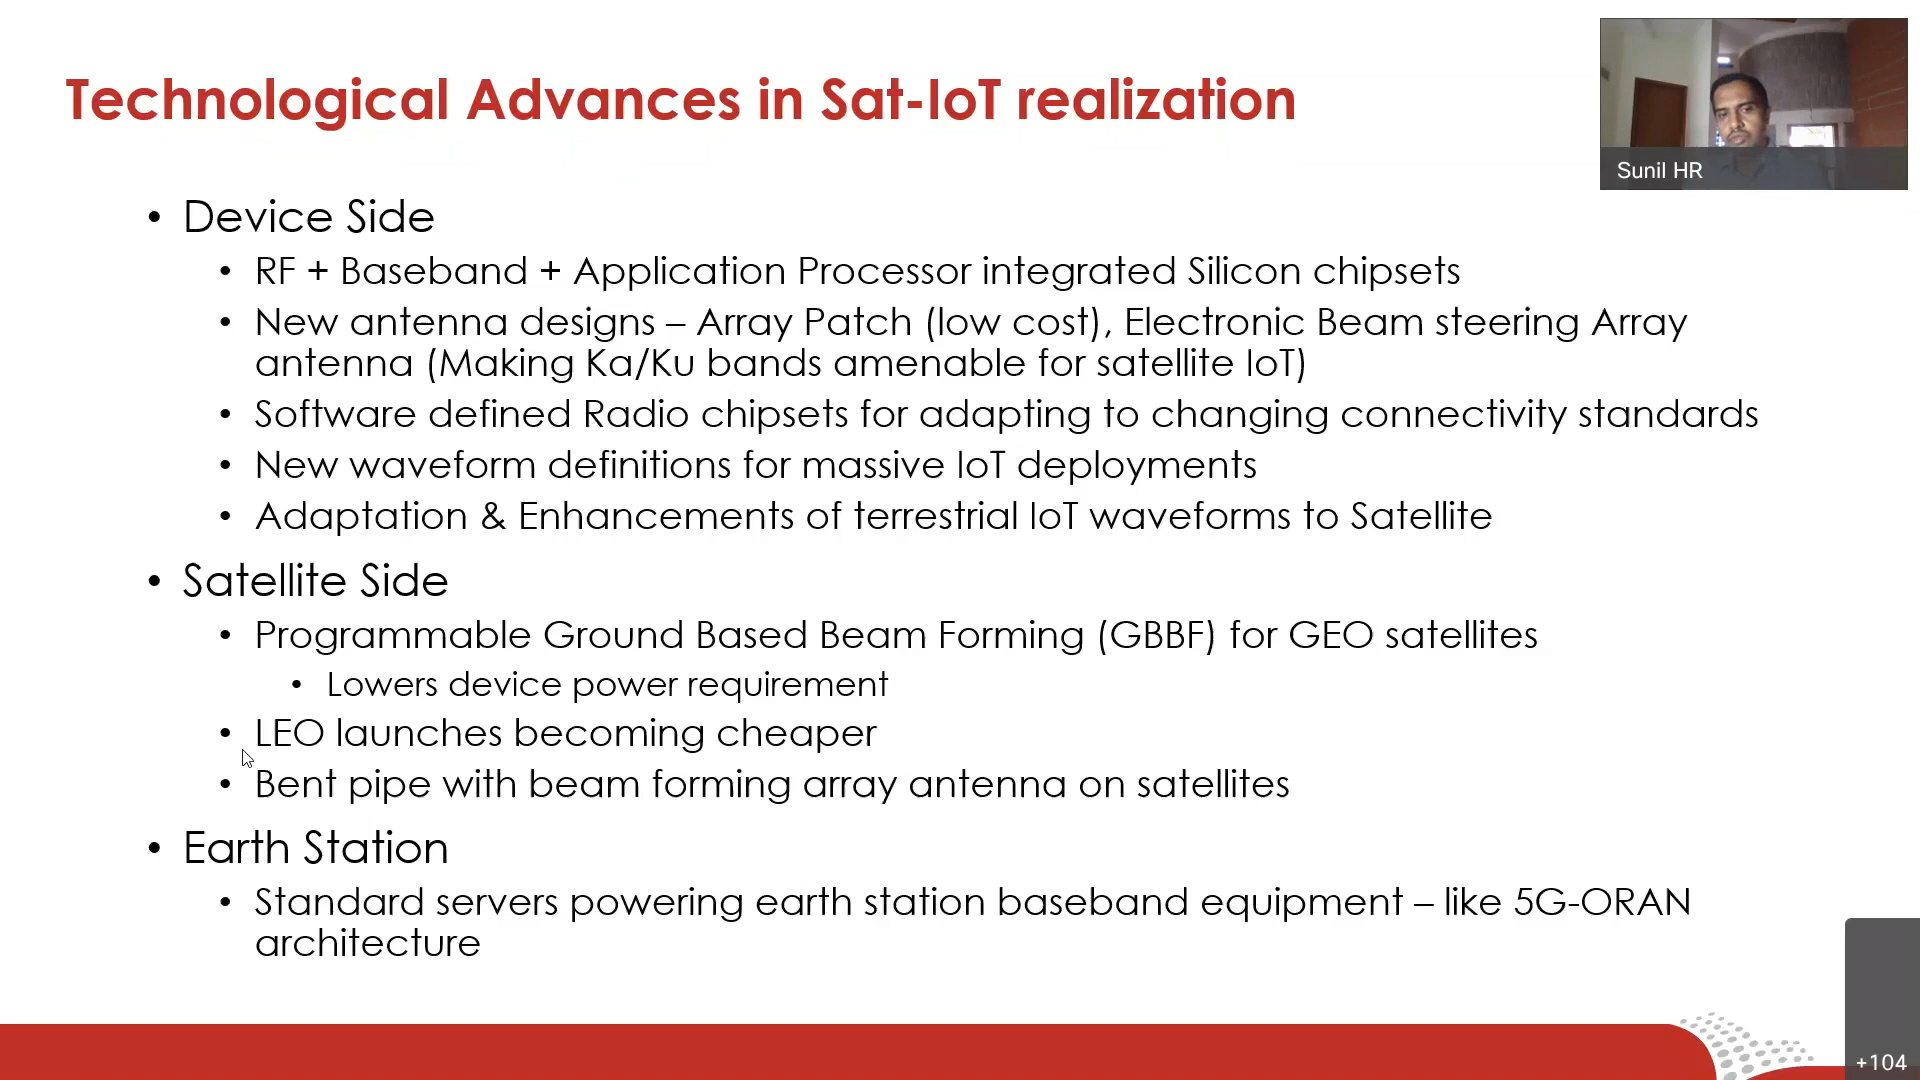 Technological Advances in Sat-IoT realization
Sunil HR
• Device Side
• RF + Baseband + Application Processor integrated Silicon chipsets
• New antenna designs – Array Patch (low cost), Electronic Beam steering Array
antenna (Making Ka/Ku bands amenable for satellite IoT)
• Software defined Radio chipsets for adapting to changing connectivity standards
• New waveform definitions for massive IoT deployments
• Adaptation & Enhancements of terrestrial IoT waveforms to Satellite
• Satellite Side
• Programmable Ground Based Beam Forming (GBBF) for GEO satellites
• Lowers device power requirement
• LEO launches becoming cheaper
• Bent pipe with beam forming array antenna on satellites
• Earth Station
• Standard servers powering earth station baseband equipment – like 5G-ORAN
architecture
+104